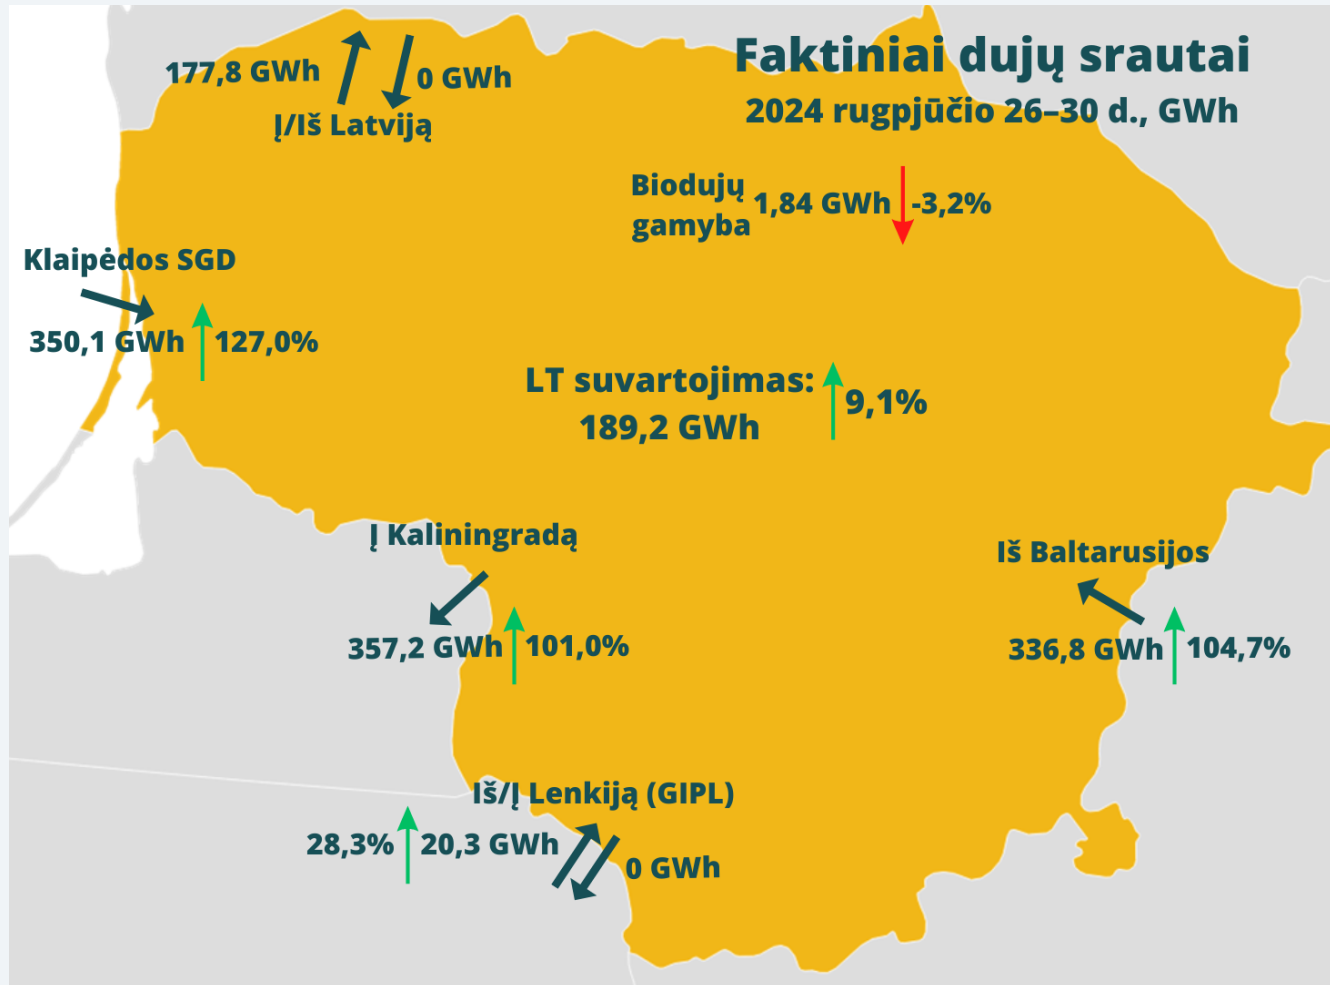 Faktiniai dujų srautai
2024 rugpjūčio 26–30 d., GWh
177,8 GWh
0 GWh
Į/Iš Latviją
Biodujų
gamyba
1,84 GWh
-3,2%
Klaipėdos SGD
350,1 GWh
127,0%
LT suvartojimas:
189,2 GWh
9,1%
Į Kaliningradą
357,2 GWh
101,0%
Iš Baltarusijos
336,8 GWh
104,7%
Iš/Į Lenkiją (GIPL)
28,3%
20,3 GWh
0 GWh